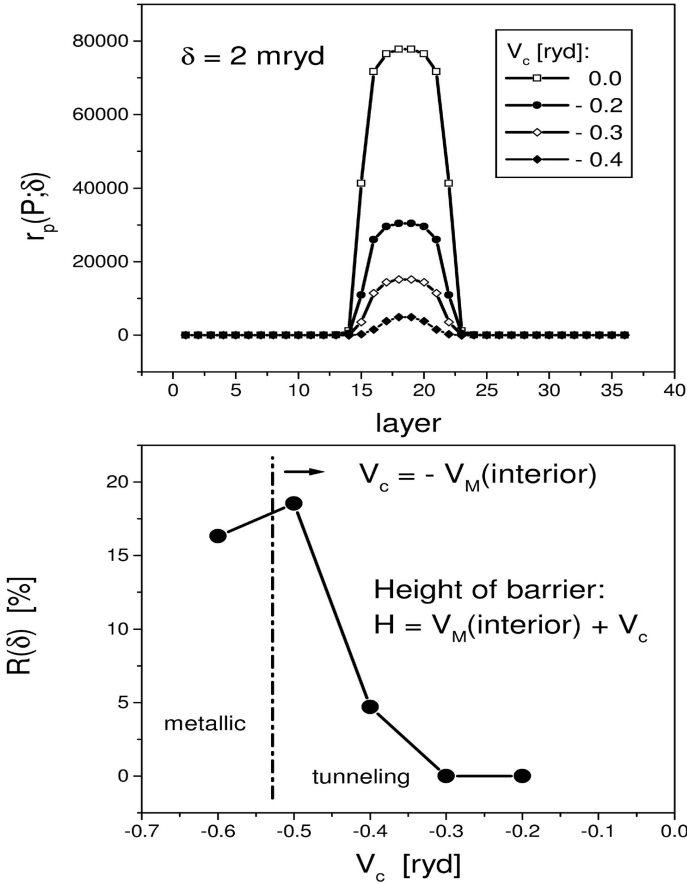 80000
60000
40000
20000
0
r_p(P;δ)
δ = 2 mryd
V_c [ryd]:
0.0
- 0.2
- 0.3
- 0.4
0 5 10 15 20 25 30 35 40
layer
20
15
10
5
0
R(δ) [%]
V_c = - V_M(interior)
Height of barrier:
H = V_M(interior) + V_c
metallic
tunneling
-0.7 -0.6 -0.5 -0.4 -0.3 -0.2 -0.1 0.0
V_c [ryd]